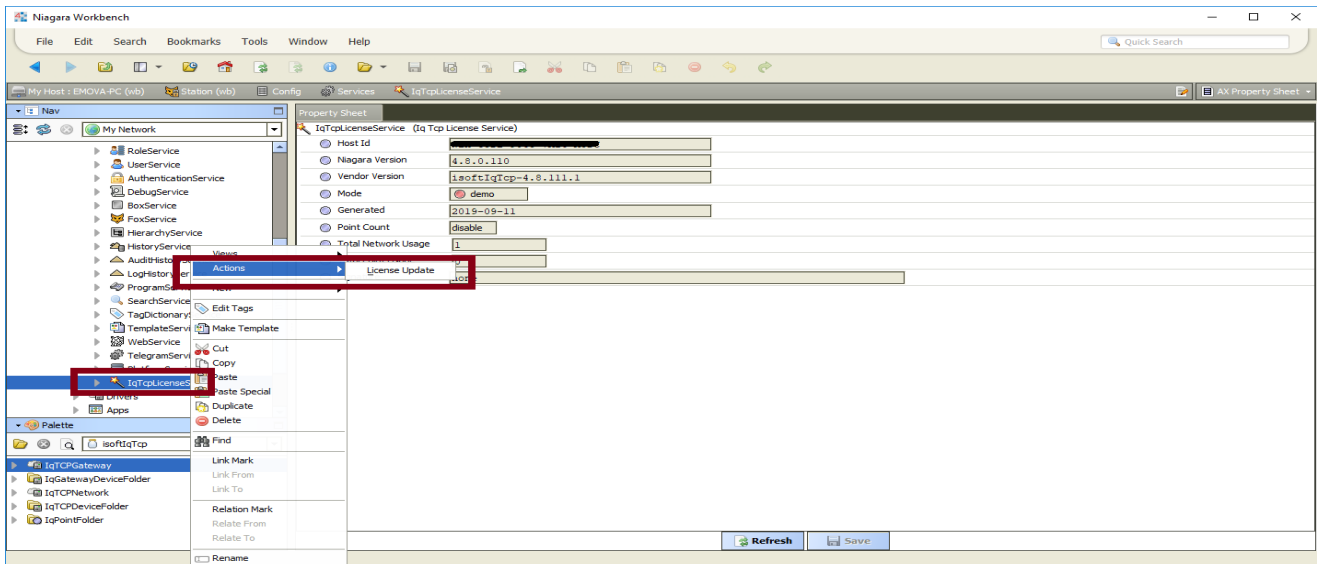 Niagara Workbench
File Edit Search Bookmarks Tools Window Help
Quick Search
My Host : EMOVA-PC (wb) Station (wb) Config Services IqTcpLicenseService AX Property Sheet
Nav
My Network
RoleService
UserService
AuthenticationService
DebugService
BoxService
FoxService
HierarchyService
HistoryService
AuditHistory
LogHistory
SearchService
WebService
IqTcpLicenseS
Drivers
Apps
Palette
isoftIqTcp
IqTCPGateway
IqGatewayDeviceFolder
IqTCPNetwork
IqTCPDeviceFolder
IqPointFolder
Views
Actions
License Update
New
Edit Tags
Make Template
Cut
Copy
Paste
Paste Special
Duplicate
Delete
Find
Link Mark
Link From
Link To
Relation Mark
Relate From
Relate To
Rename
Property Sheet
IqTcpLicenseService (Iq Tcp License Service)
Host Id
Niagara Version 4.8.0.110
Vendor Version isoftIqTcp-4.8.111.1
Mode demo
Generated 2019-09-11
Point Count disable
Total Network Usage 1
none
Refresh Save